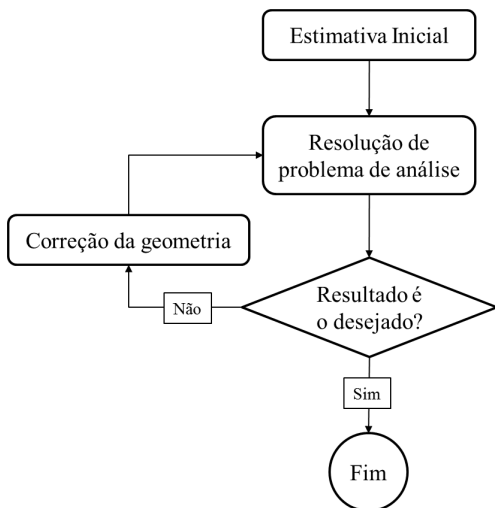 Estimativa Inicial
Resolução de
problema de análise
Correção da geometria
Resultado é
o desejado?
Não
Sim
Fim